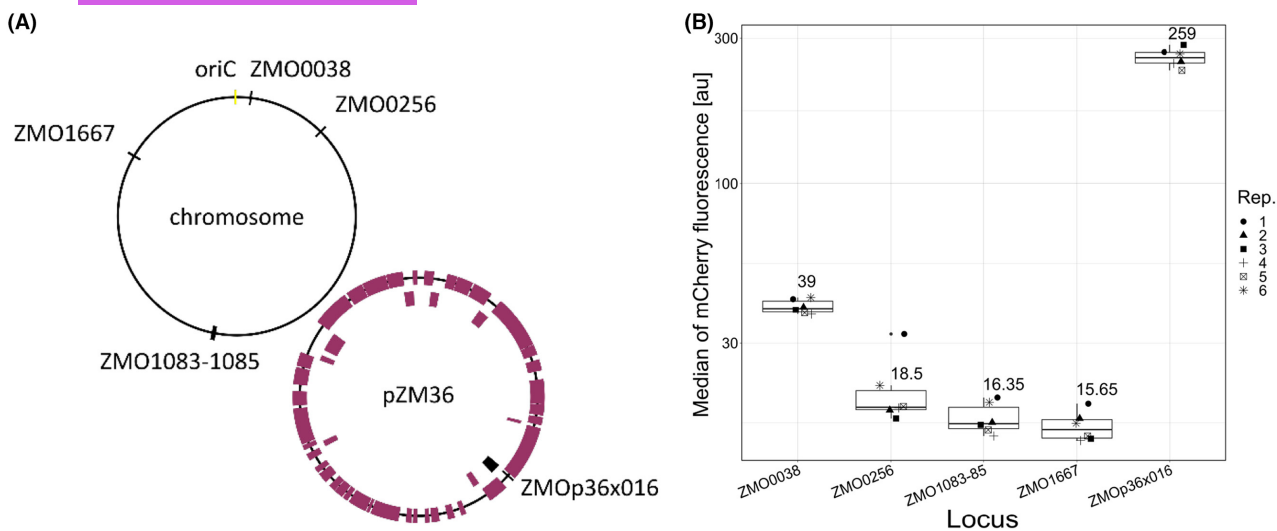 (A)
oriC ZMO0038
ZMO0256
ZMO1667
chromosome
ZMO1083-1085
pZM36
ZMOp36x016
(B)
Median of mCherry fluorescence [au]
300
100
30
39
18.5
16.35
15.65
259
ZMO0038
ZMO0256
ZMO1083-85
ZMO1667
ZMOp36x016
Locus
Rep.
1
2
3
4
5
6